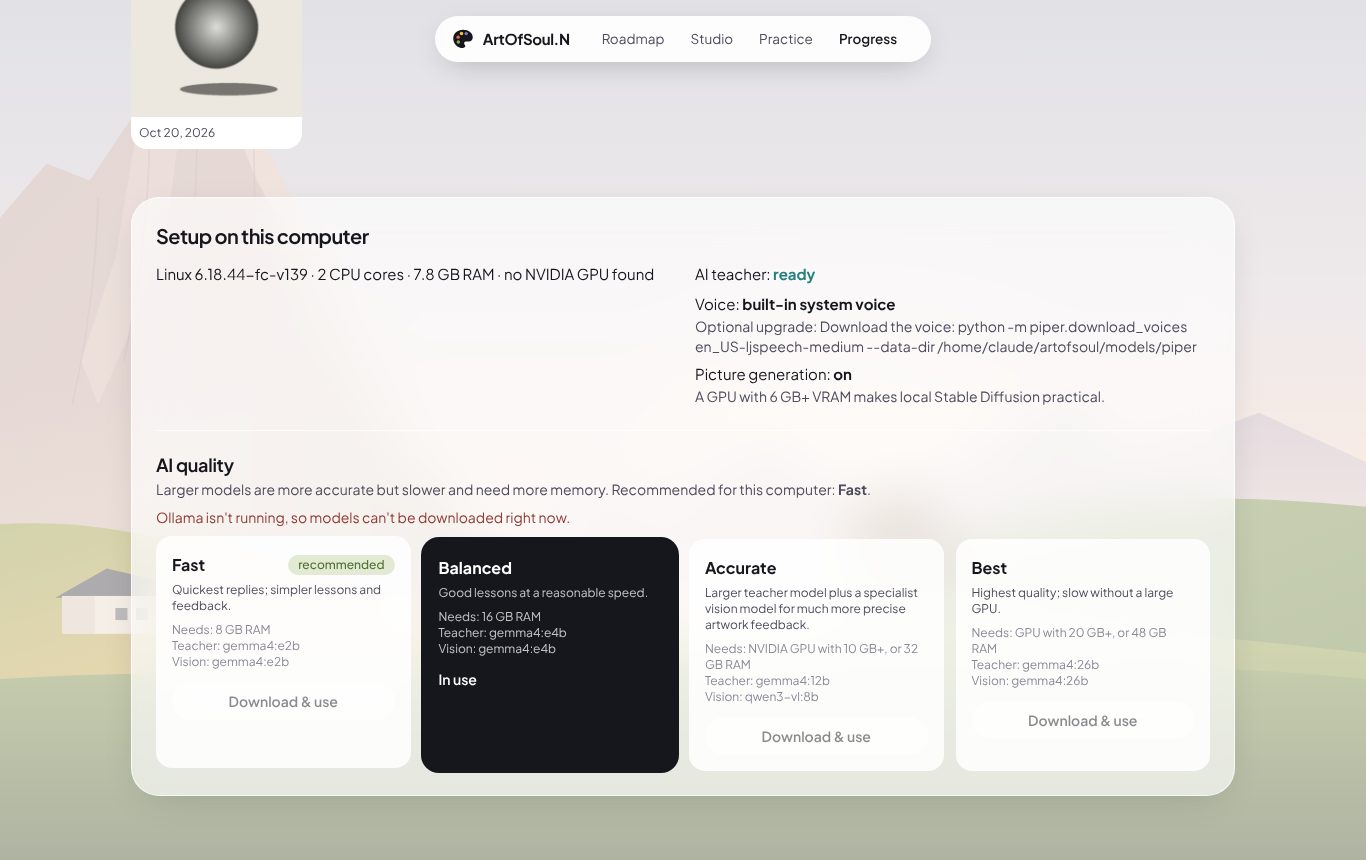 ArtOfSoul.N Roadmap Studio Practice Progress
Oct 20, 2026
Setup on this computer
Linux 6.18.44-fc-v139 · 2 CPU cores · 7.8 GB RAM · no NVIDIA GPU found
AI teacher: ready
Voice: built-in system voice
Optional upgrade: Download the voice: python -m piper.download_voices
en_US-ljspeech-medium --data-dir /home/claude/artofsoul/models/piper
Picture generation: on
A GPU with 6 GB+ VRAM makes local Stable Diffusion practical.
AI quality
Larger models are more accurate but slower and need more memory. Recommended for this computer: Fast.
Ollama isn't running, so models can't be downloaded right now.
Fast recommended
Quickest replies; simpler lessons and
feedback.
Needs: 8 GB RAM
Teacher: gemma4:e2b
Vision: gemma4:e2b
Download & use
Balanced
Good lessons at a reasonable speed.
Needs: 16 GB RAM
Teacher: gemma4:e4b
Vision: gemma4:e4b
In use
Accurate
Larger teacher model plus a specialist
vision model for much more precise
artwork feedback.
Needs: NVIDIA GPU with 10 GB+, or 32
GB RAM
Teacher: gemma4:12b
Vision: qwen3-vl:8b
Download & use
Best
Highest quality; slow without a large
GPU.
Needs: GPU with 20 GB+, or 48 GB
RAM
Teacher: gemma4:26b
Vision: gemma4:26b
Download & use